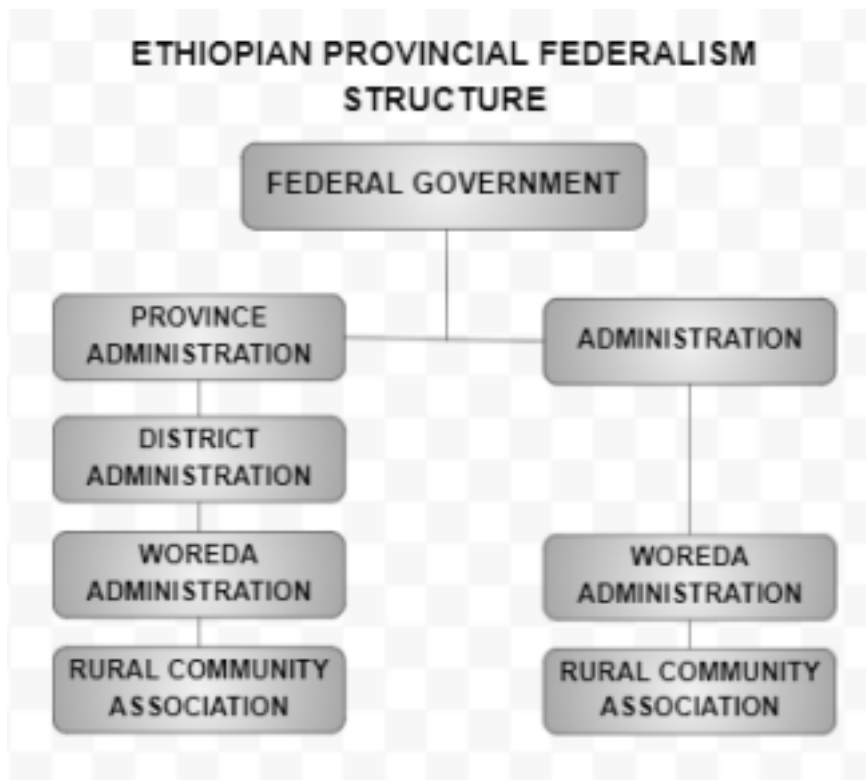 ETHIOPIAN PROVINCIAL FEDERALISM
STRUCTURE
FEDERAL GOVERNMENT
PROVINCE
ADMINISTRATION
ADMINISTRATION
DISTRICT
ADMINISTRATION
WOREDA
ADMINISTRATION
WOREDA
ADMINISTRATION
RURAL COMMUNITY
ASSOCIATION
RURAL COMMUNITY
ASSOCIATION